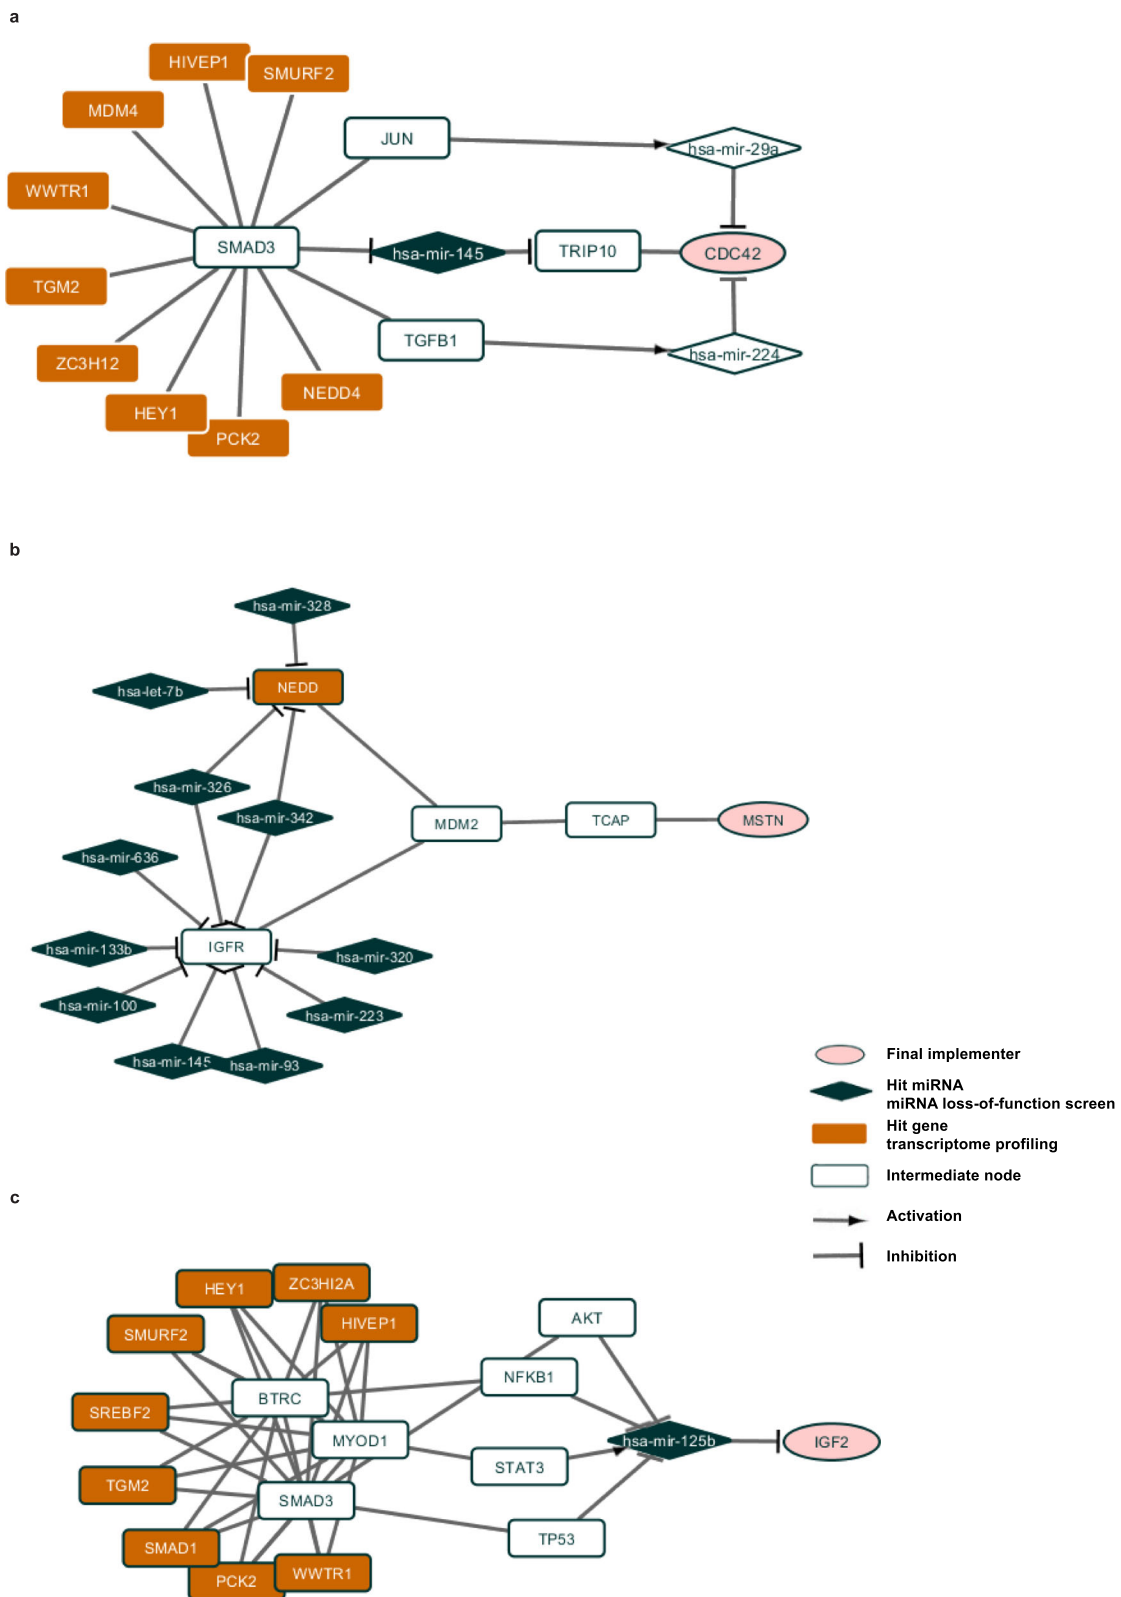 a
HIVEP1
SMURF2
MDM4
JUN
hsa-mir-29a
WWTR1
SMAD3
hsa-mir-145
TRIP10
CDC42
TGM2
TGFB1
hsa-mir-224
ZC3H12
NEDD4
HEY1
PCK2
b
hsa-mir-328
NEDD
hsa-let-7b
hsa-mir-326
hsa-mir-342
MDM2
TCAP
MSTN
hsa-mir-636
hsa-mir-133b
IGFR
hsa-mir-320
hsa-mir-100
hsa-mir-223
hsa-mir-145
hsa-mir-93
Final implementer
Hit miRNA
miRNA loss-of-function screen
Hit gene
transcriptome profiling
Intermediate node
Activation
Inhibition
c
HEY1
ZC3HI2A
HIVEP1
SMURF2
AKT
NFKB1
BTRC
SREBF2
MYOD1
hsa-mir-125b
IGF2
STAT3
TGM2
SMAD3
TP53
SMAD1
PCK2
WWTR1